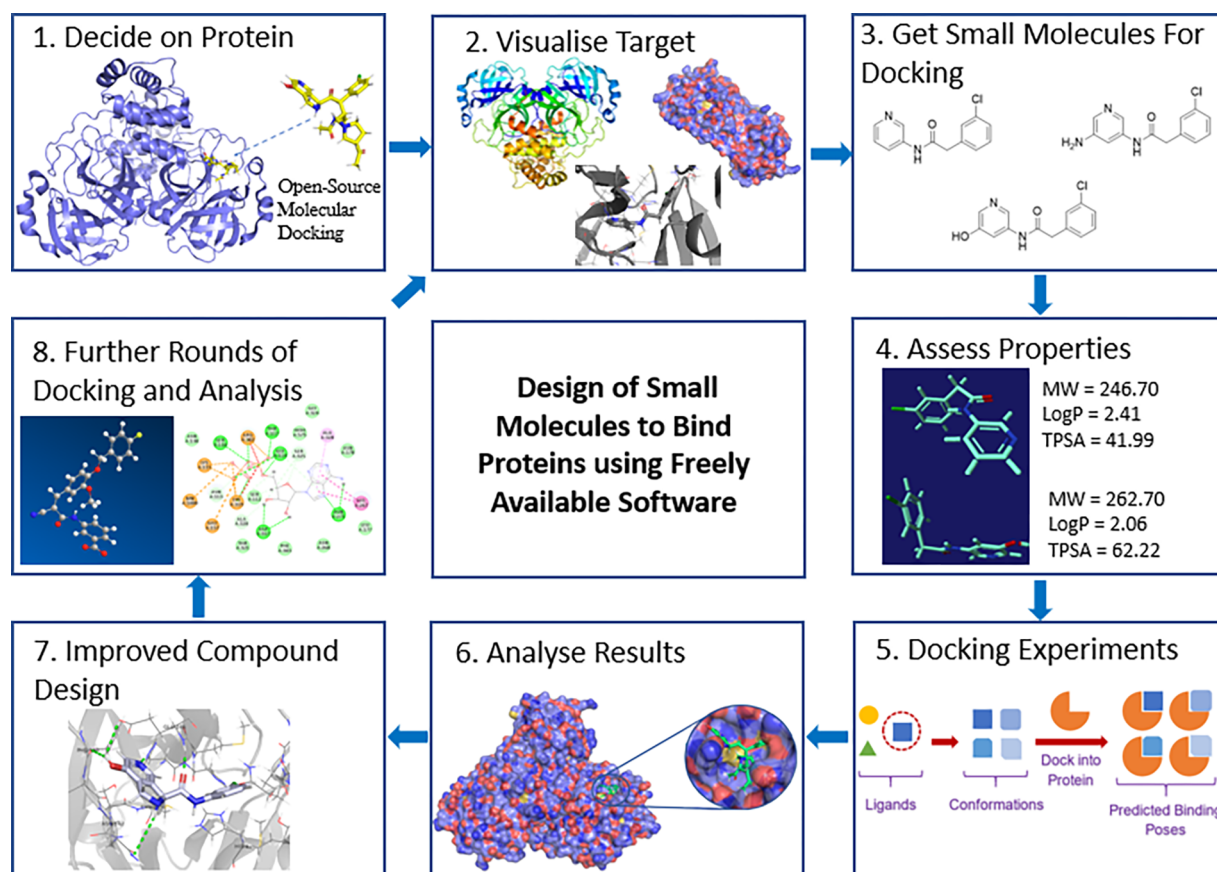 1. Decide on Protein
Open-Source
Molecular
Docking
2. Visualise Target
3. Get Small Molecules For
Docking
Cl
N
O
N
H
Cl
N
O
H₂N
N
H
Cl
N
O
HO
N
H
4. Assess Properties
MW = 246.70
LogP = 2.41
TPSA = 41.99
MW = 262.70
LogP = 2.06
TPSA = 62.22
5. Docking Experiments
Dock into
Protein
Ligands
Conformations
Predicted Binding
Poses
6. Analyse Results
7. Improved Compound
Design
8. Further Rounds of
Docking and Analysis
Design of Small
Molecules to Bind
Proteins using Freely
Available Software